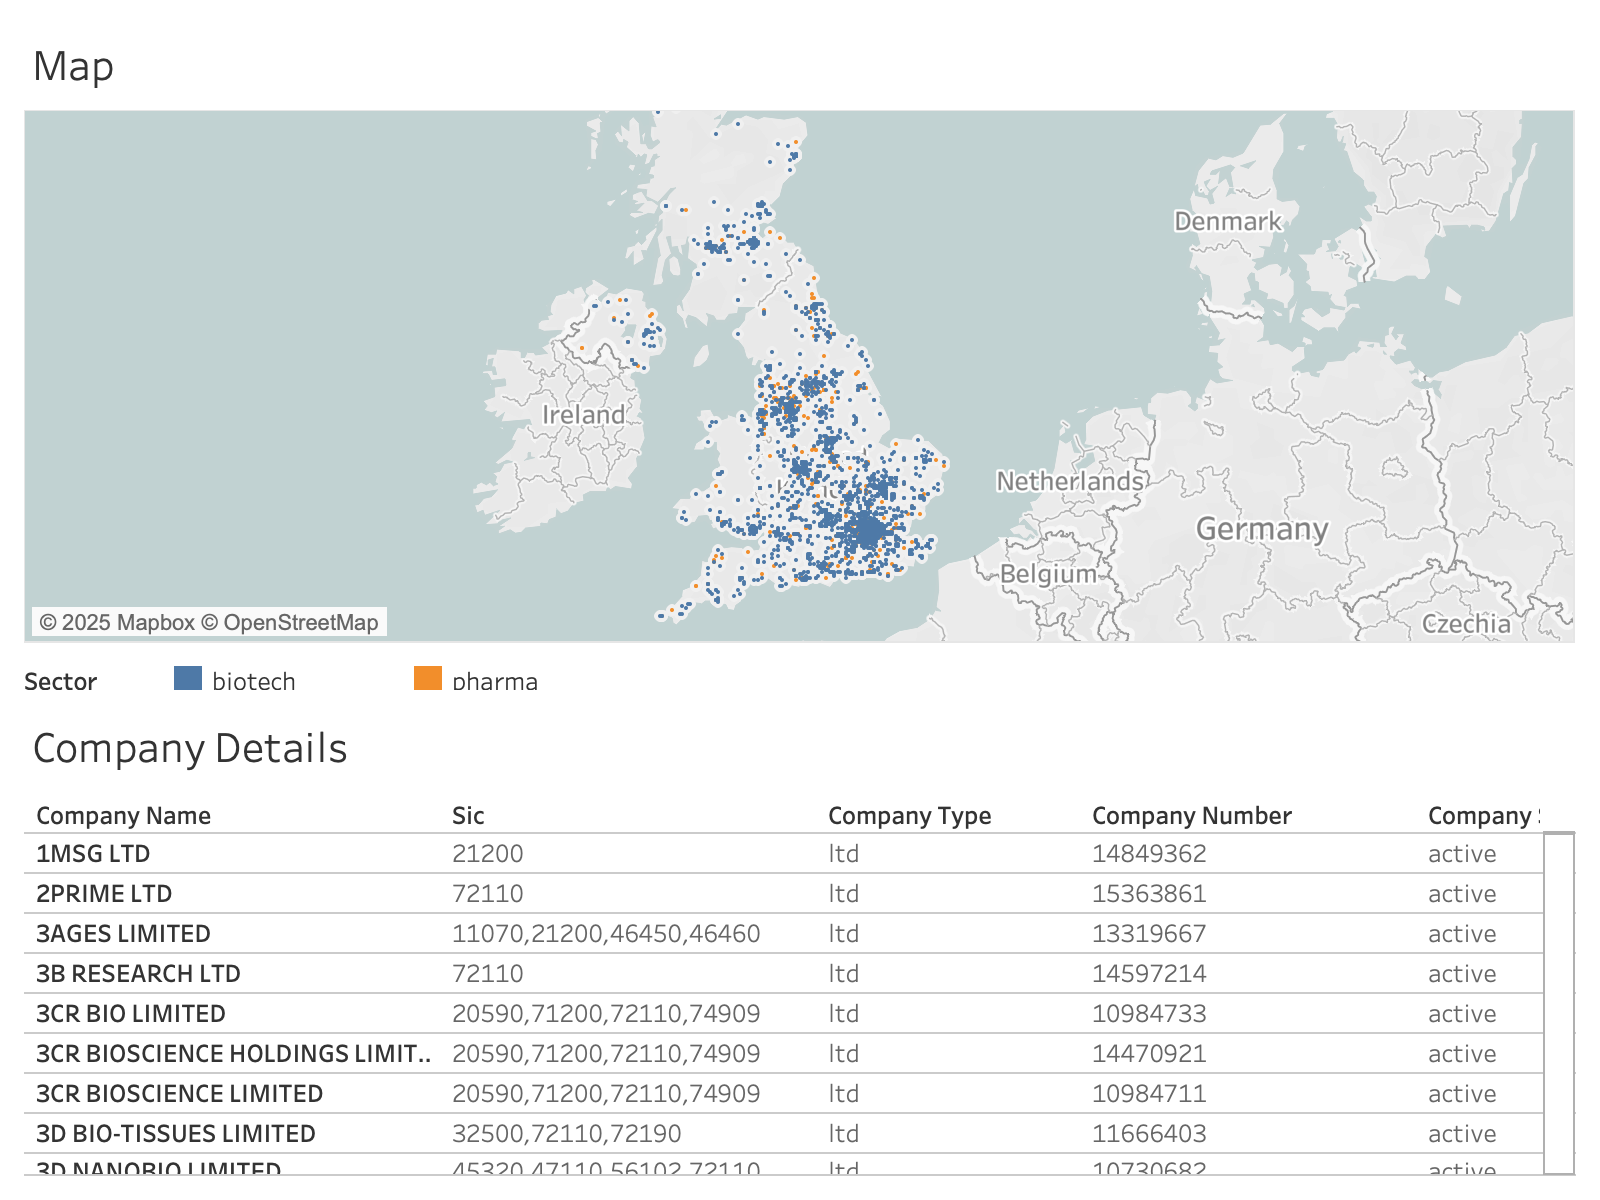 Map
Denmark
Ireland
Netherlands
Germany
Belgium
Czechia
© 2025 Mapbox © OpenStreetMap
Sector biotech pharma
Company Details
Company Name Sic Company Type Company Number Company
1MSG LTD 21200 ltd 14849362 active
2PRIME LTD 72110 ltd 15363861 active
3AGES LIMITED 11070,21200,46450,46460 ltd 13319667 active
3B RESEARCH LTD 72110 ltd 14597214 active
3CR BIO LIMITED 20590,71200,72110,74909 ltd 10984733 active
3CR BIOSCIENCE HOLDINGS LIMIT.. 20590,71200,72110,74909 ltd 14470921 active
3CR BIOSCIENCE LIMITED 20590,71200,72110,74909 ltd 10984711 active
3D BIO-TISSUES LIMITED 32500,72110,72190 ltd 11666403 active
3D NANOBIO LIMITED 45320,47110,56102,72110 ltd 10730682 active